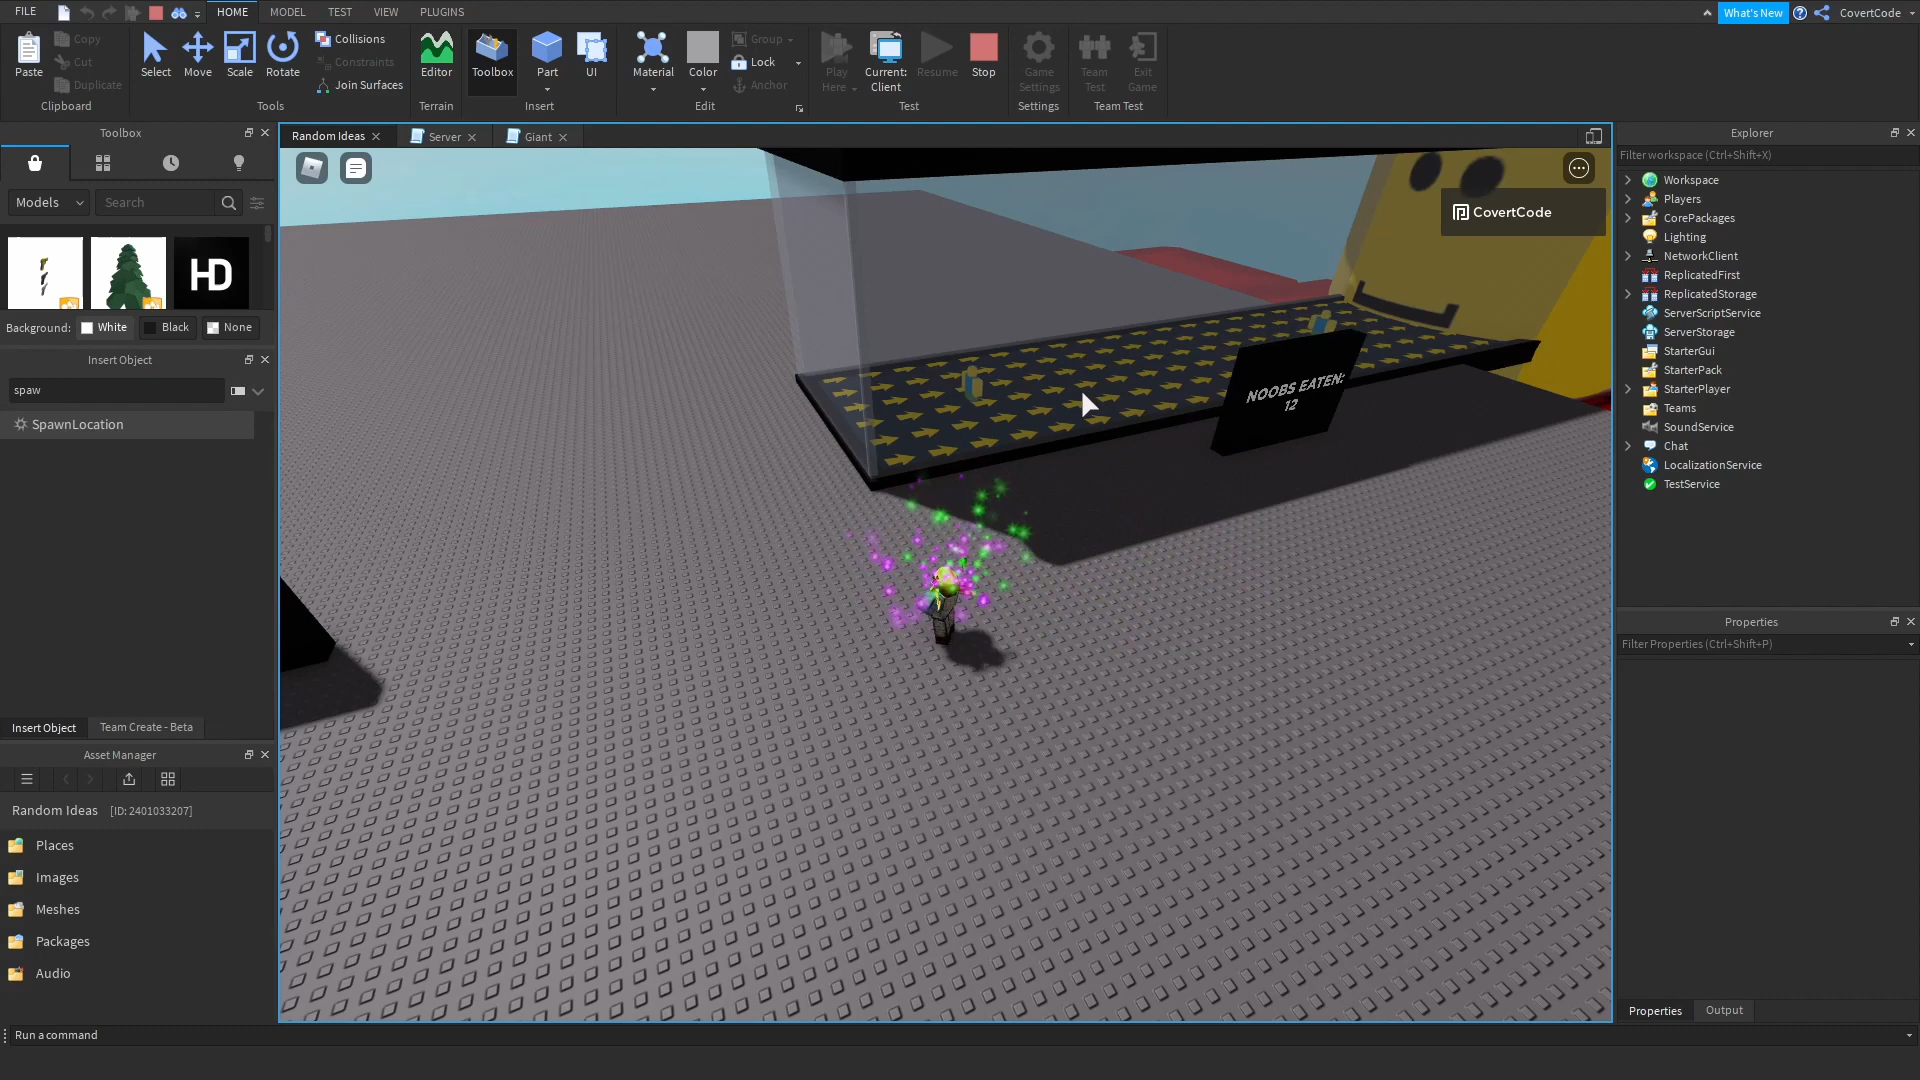 FILE HOME MODEL TEST VIEW PLUGINS What's New CovertCode
Paste Copy Cut Duplicate Select Move Scale Rotate Collisions Constraints Join Surfaces Editor Toolbox Part UI Material Color Group Lock Anchor Play Here Current: Client Resume Stop Game Settings Team Test Exit Game
Clipboard Tools Terrain Insert Edit Test Settings Team Test
Toolbox
Models Search
HD
Background: White Black None
Insert Object
spaw
SpawnLocation
Insert Object Team Create - Beta
Asset Manager
Random Ideas [ID: 2401033207]
Places
Images
Meshes
Packages
Audio
Random Ideas Server Giant
CovertCode
NOOBS EATEN:
12
Explorer
Filter workspace (Ctrl+Shift+X)
Workspace
Players
CorePackages
Lighting
NetworkClient
ReplicatedFirst
ReplicatedStorage
ServerScriptService
ServerStorage
StarterGui
StarterPack
StarterPlayer
Teams
SoundService
Chat
LocalizationService
TestService
Properties
Filter Properties (Ctrl+Shift+P)
Properties Output
Run a command